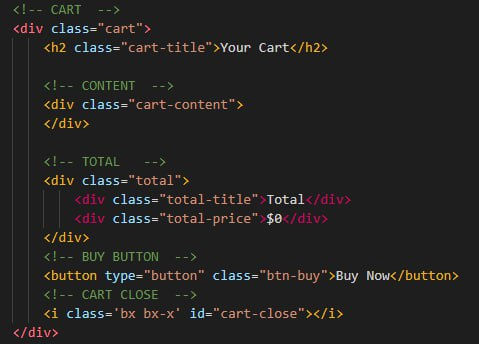 <!-- CART  -->
<div class="cart">
    <h2 class="cart-title">Your Cart</h2>

    <!-- CONTENT  -->
    <div class="cart-content">
    </div>

    <!-- TOTAL   -->
    <div class="total">
        <div class="total-title">Total</div>
        <div class="total-price">$0</div>
    </div>
    <!-- BUY BUTTON  -->
    <button type="button" class="btn-buy">Buy Now</button>
    <!-- CART CLOSE  -->
    <i class='bx bx-x' id="cart-close"></i>
</div>